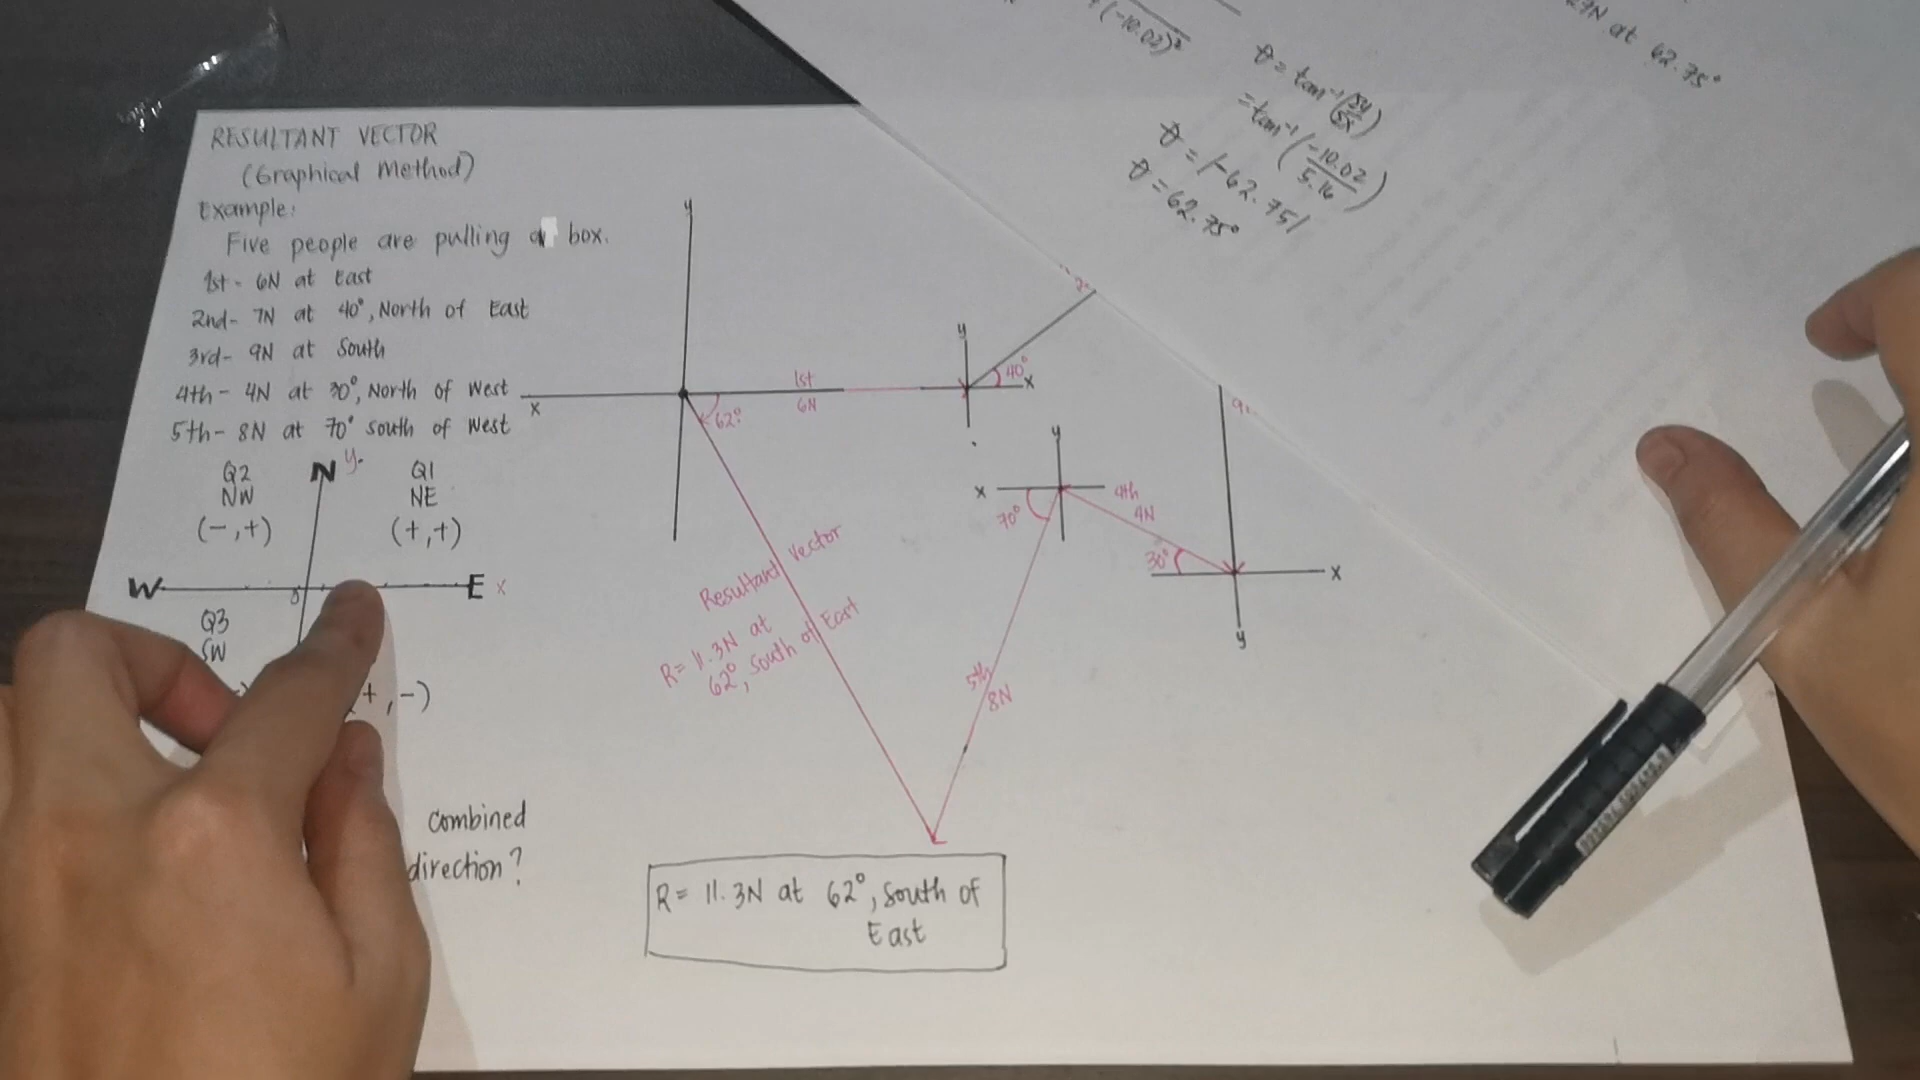 RESULTANT VECTOR
(Graphical Method)
Example:
Five people are pulling a box.
1st - 6N at East
2nd- 7N at 40°, North of East
3rd- 9N at South
4th - 4N at 30°, North of West
5th- 8N at 70° South of West
Q2
NW
(-,+)
N
y
Q1
NE
(+,+)
W
E
x
Q3
SW
+,-)
combined
direction?
y
x
1st
6N
62°
y
40°
x
y
x
70°
4th
4N
30°
x
y
5th
8N
Resultant Vector
R= 11.3N at
62°, South of East
R= 11.3N at 62°, South of
East
(-10.02)²
θ = tan⁻¹(Σy/Σx)
= tan⁻¹(-10.02/5.16)
θ = |-62.75|
θ = 62.75°
27N at 62.75°